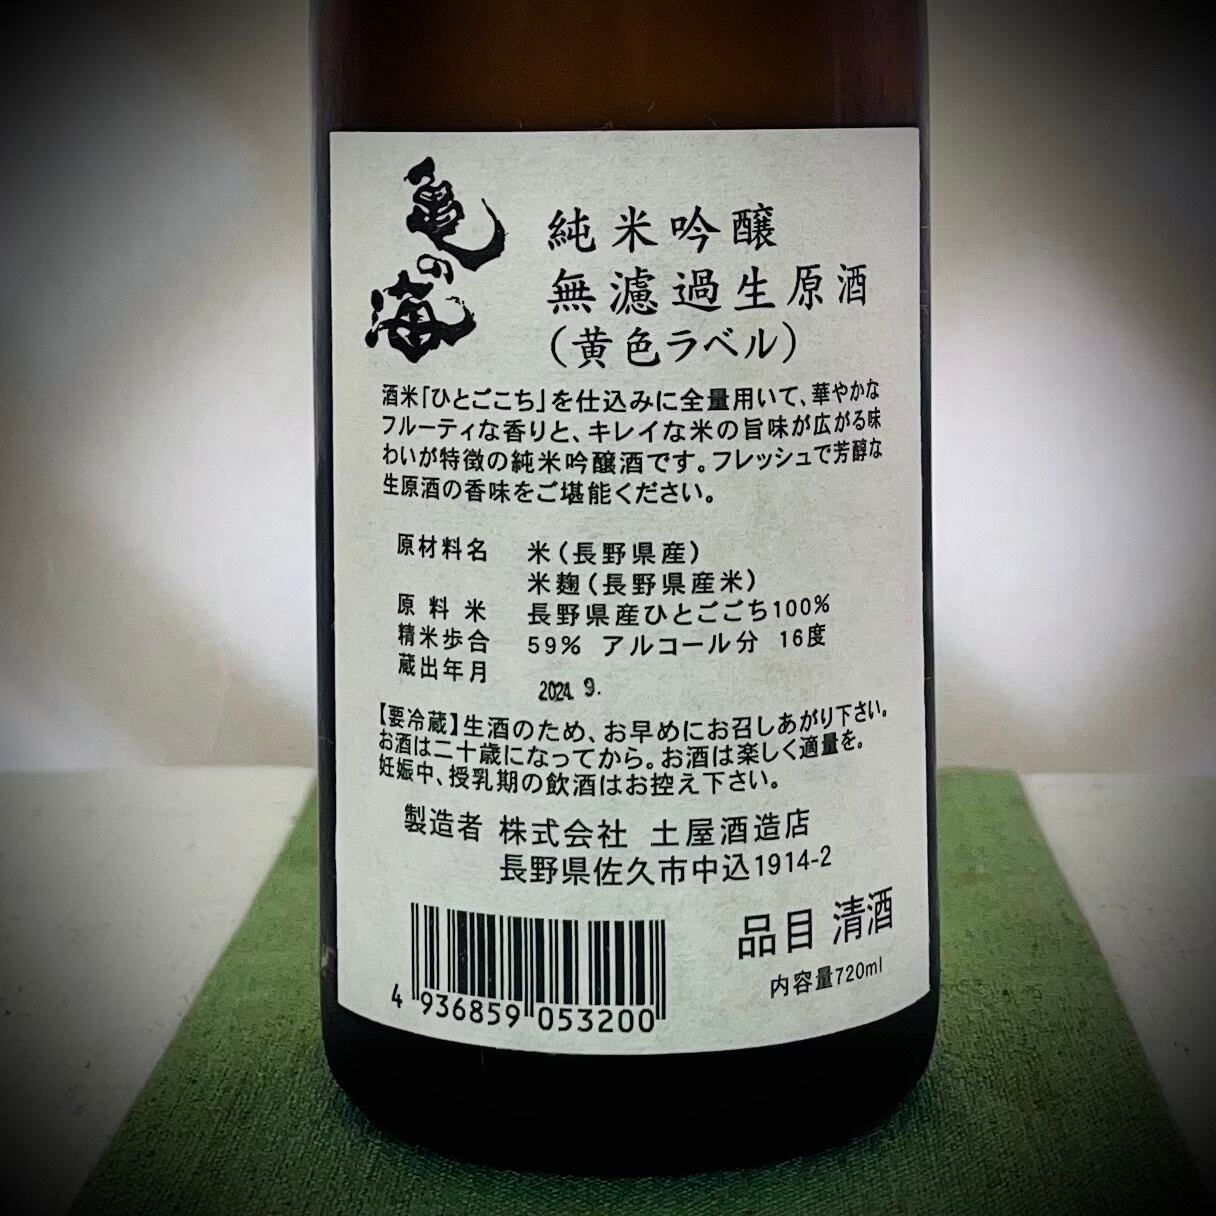 亀の海
純米吟醸
無濾過生原酒
（黄色ラベル）
酒米「ひとごこち」を仕込みに全量用いて、華やかな
フルーティな香りと、キレイな米の旨味が広がる味
わいが特徴の純米吟醸酒です。フレッシュで芳醇な
生原酒の香味をご堪能ください。
原材料名 米（長野県産）
米麹（長野県産米）
原料米 長野県産ひとごごち100%
精米歩合 59% アルコール分 16度
蔵出年月 2024. 9.
【要冷蔵】生酒のため、お早めにお召しあがり下さい。
お酒は二十歳になってから。お酒は楽しく適量を。
妊娠中、授乳期の飲酒はお控え下さい。
製造者 株式会社 土屋酒造店
長野県佐久市中込1914-2
品目 清酒
内容量720ml
4 936859 053200